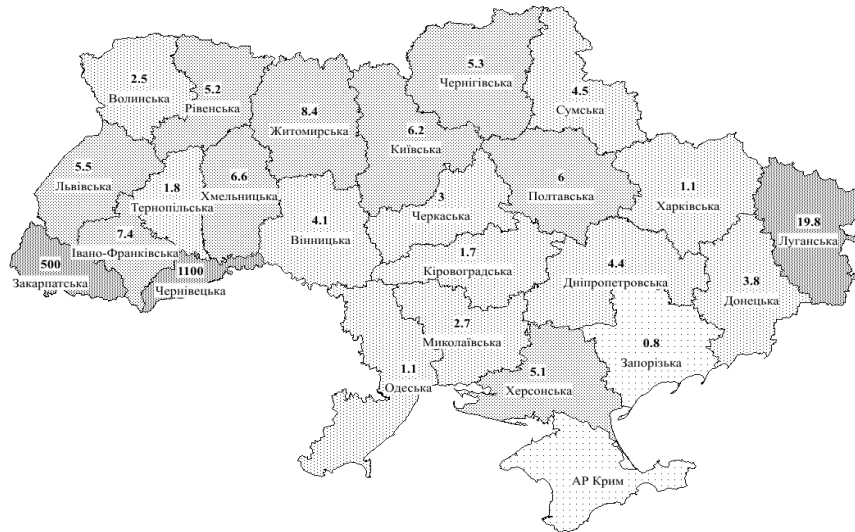 5.3
Чернігівська
2.5
Волинська
5.2
Рівенська
4.5
Сумська
8.4
Житомирська
6.2
Київська
5.5
Львівська
1.8
Тернопільська
6.6
Хмельницька
6
Полтавська
1.1
Харківська
3
Черкаська
19.8
Луганська
7.4
Івано-Франківська
4.1
Вінницька
1.7
Кіровоградська
4.4
Дніпропетровська
3.8
Донецька
500
Закарпатська
1100
Чернівецька
2.7
Миколаївська
0.8
Запорізька
1.1
Одеська
5.1
Херсонська
АР Крим